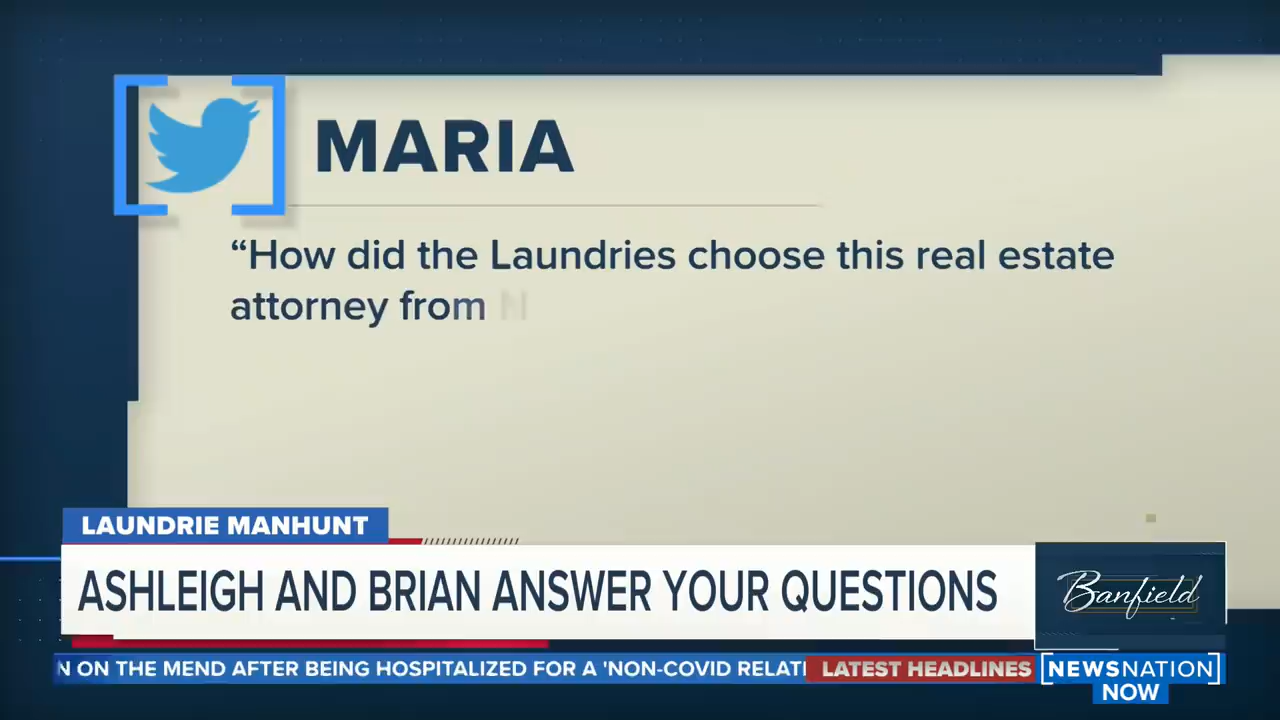 MARIA
“How did the Laundries choose this real estate
attorney from N
LAUNDRIE MANHUNT
ASHLEIGH AND BRIAN ANSWER YOUR QUESTIONS
Banfield
N ON THE MEND AFTER BEING HOSPITALIZED FOR A 'NON-COVID RELATI
LATEST HEADLINES
NEWSNATION
NOW